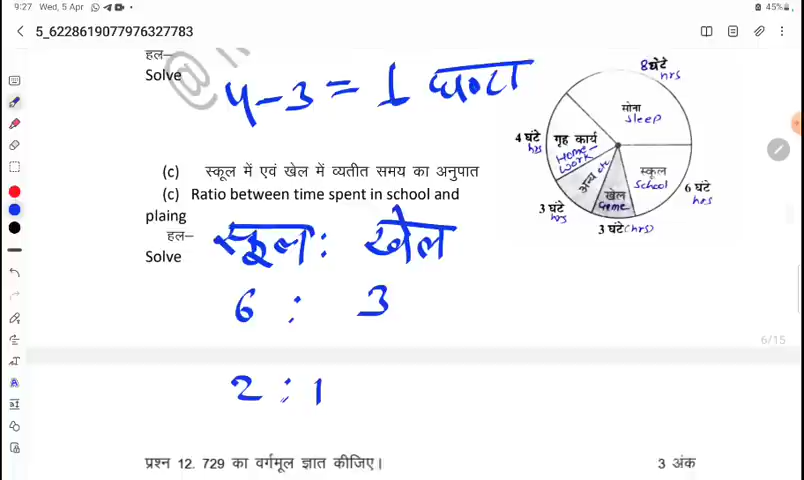 9:27 Wed, 5 Apr
45%
5_6228619077976327783
हल–
Solve
4-3 = 1 घण्टा
8घंटे
hrs
सोना
Sleep
4 घंटे
hrs
गृह कार्य
Home-
work
अन्य etc
स्कूल
School
6 घंटे
hrs
3 घंटे
hrs
खेल
Game
3 घंटे(hrs)
(c) स्कूल में एवं खेल में व्यतीत समय का अनुपात
(c) Ratio between time spent in school and
plaing
हल–
Solve
स्कूल : खेल
6 : 3
2 : 1
6/15
प्रश्न 12. 729 का वर्गमूल ज्ञात कीजिए।
3 अंक